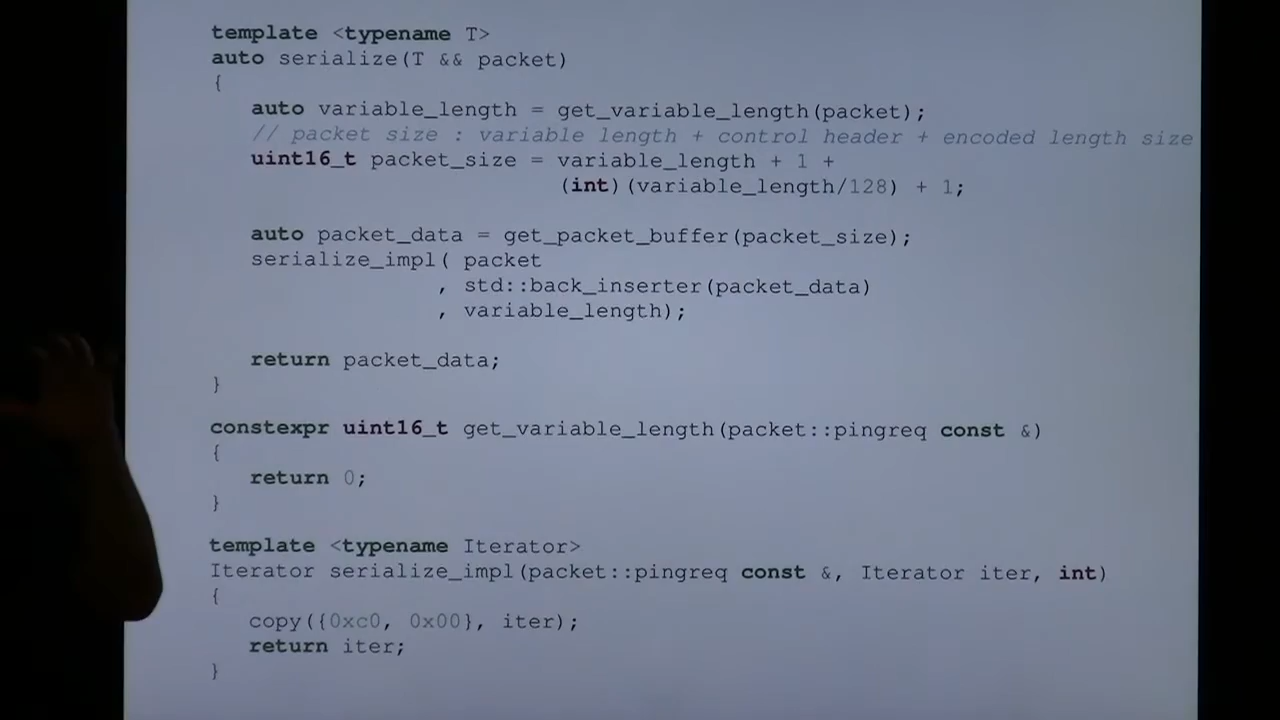 template <typename T>
auto serialize(T && packet)
{
   auto variable_length = get_variable_length(packet);
   // packet size : variable length + control header + encoded length size
   uint16_t packet_size = variable_length + 1 +
                          (int)(variable_length/128) + 1;

   auto packet_data = get_packet_buffer(packet_size);
   serialize_impl( packet
                 , std::back_inserter(packet_data)
                 , variable_length);

   return packet_data;
}

constexpr uint16_t get_variable_length(packet::pingreq const &)
{
   return 0;
}

template <typename Iterator>
Iterator serialize_impl(packet::pingreq const &, Iterator iter, int)
{
   copy({0xc0, 0x00}, iter);
   return iter;
}